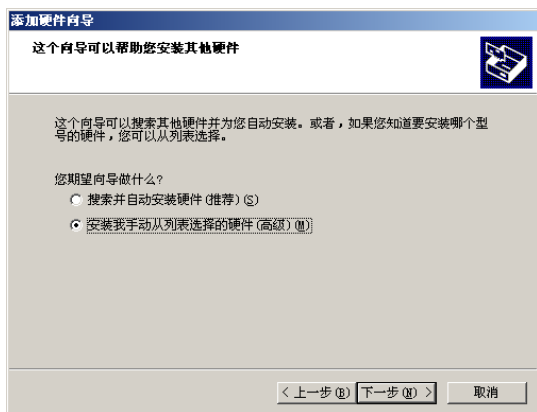 添加硬件向导
这个向导可以帮助您安装其他硬件
这个向导可以搜索其他硬件并为您自动安装。或者，如果您知道要安装哪个型
号的硬件，您可以从列表选择。
您期望向导做什么?
搜索并自动安装硬件(推荐)(S)
安装我手动从列表选择的硬件(高级)(M)
< 上一步(B) 下一步(N) > 取消